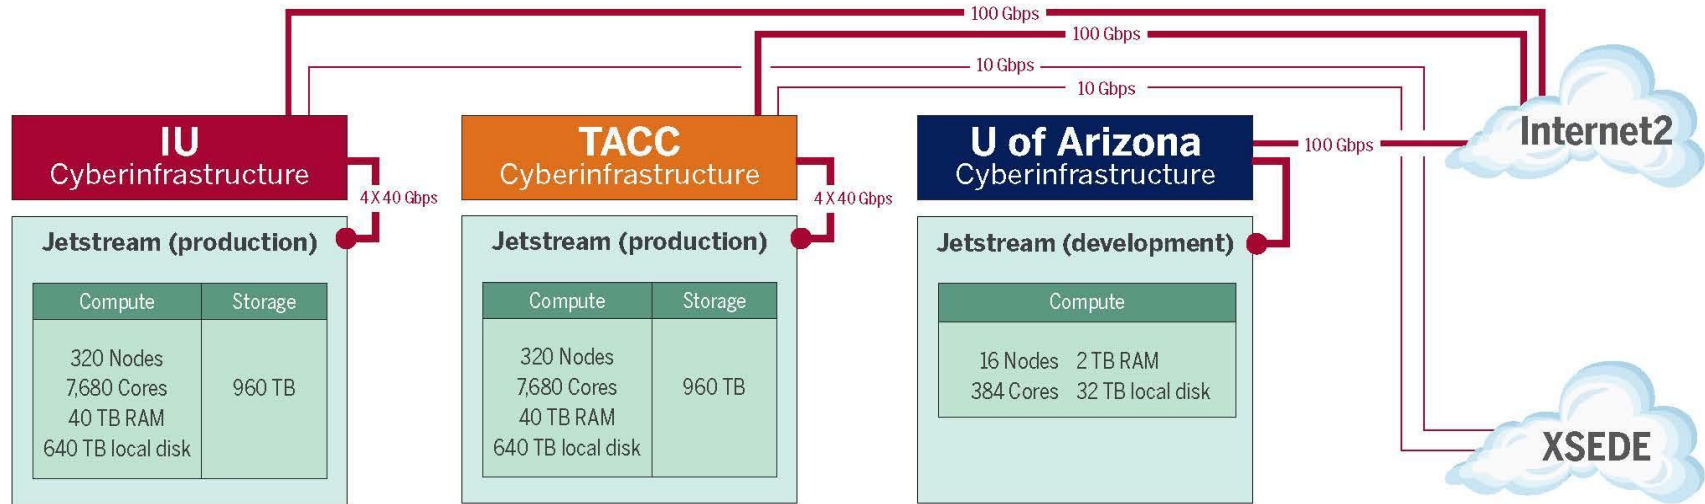 100 Gbps
100 Gbps
10 Gbps
10 Gbps
IU
Cyberinfrastructure
4 X 40 Gbps
Jetstream (production)
Compute Storage
320 Nodes
7,680 Cores
40 TB RAM
640 TB local disk
960 TB
TACC
Cyberinfrastructure
4 X 40 Gbps
Jetstream (production)
Compute Storage
320 Nodes
7,680 Cores
40 TB RAM
640 TB local disk
960 TB
U of Arizona
Cyberinfrastructure
100 Gbps
Jetstream (development)
Compute
16 Nodes 2 TB RAM
384 Cores 32 TB local disk
Internet2
XSEDE